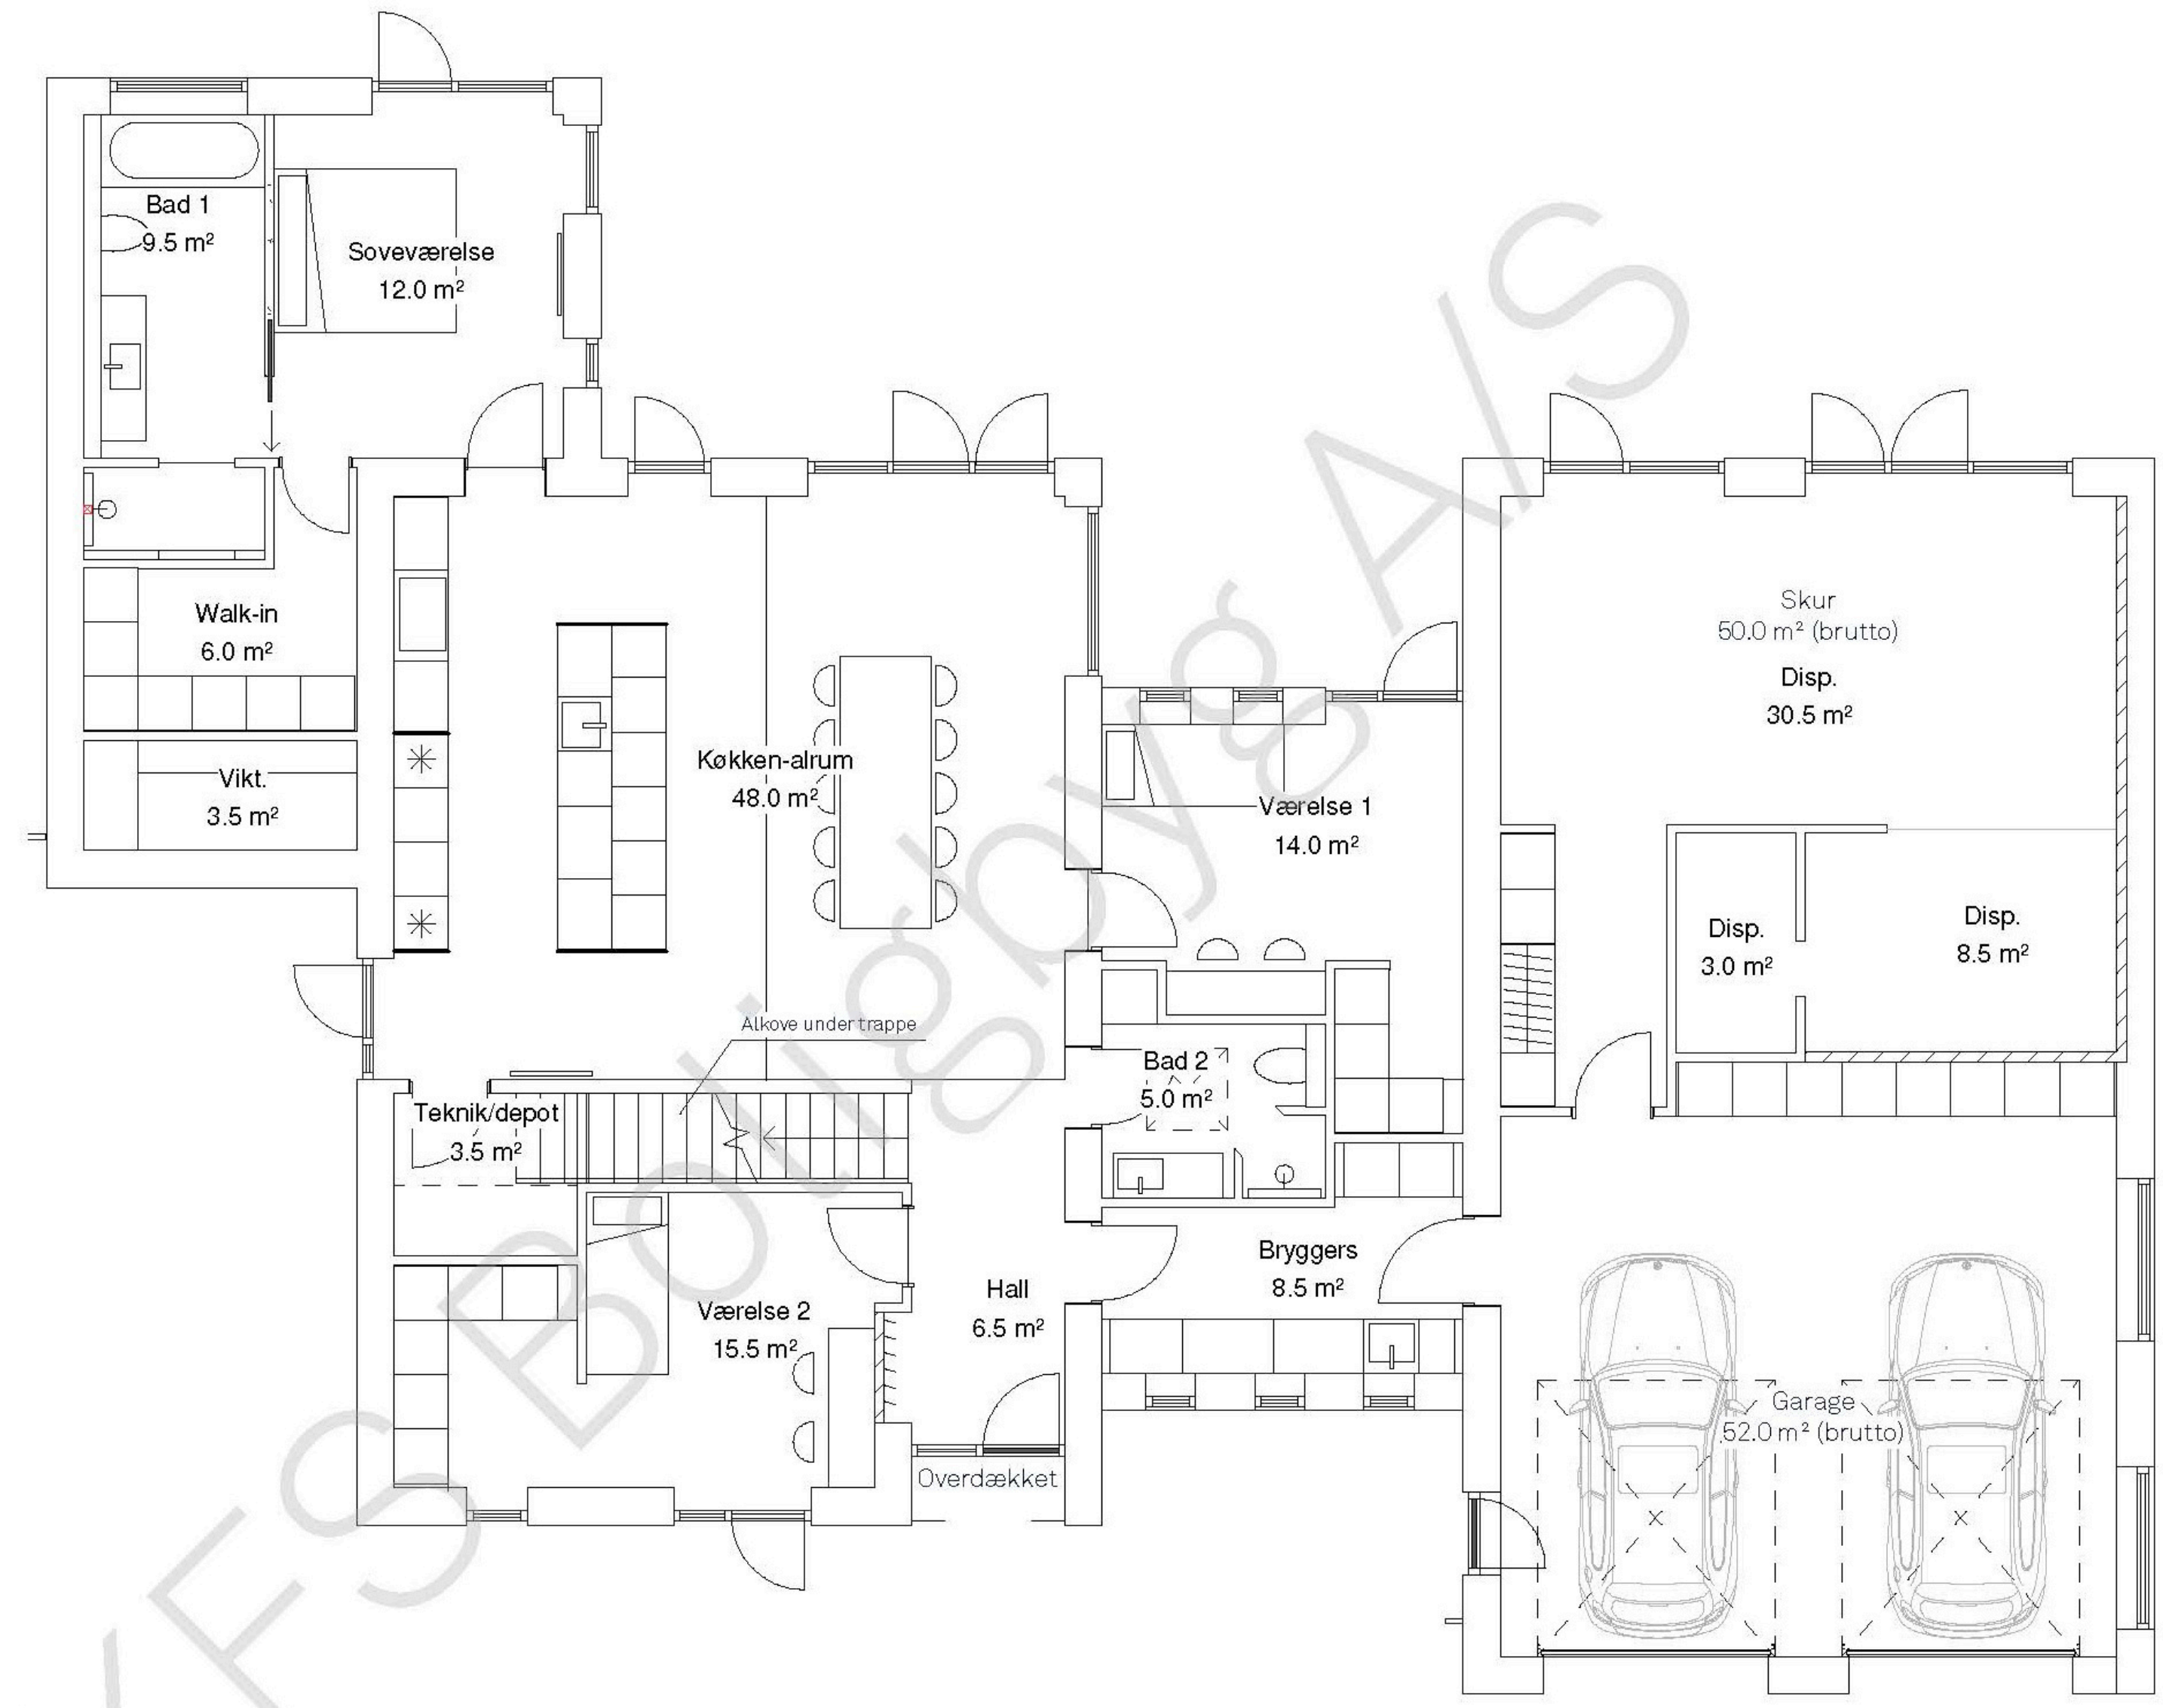 Bad 1
9.5 m²
Soveværelse
12.0 m²
Walk-in
6.0 m²
Vikt.
3.5 m²
Køkken-alrum
48.0 m²
Værelse 1
14.0 m²
Skur
50.0 m² (brutto)
Disp.
30.5 m²
Disp.
3.0 m²
Disp.
8.5 m²
Alkove under trappe
Bad 2
5.0 m²
Teknik/depot
3.5 m²
Værelse 2
15.5 m²
Hall
6.5 m²
Bryggers
8.5 m²
Garage
52.0 m² (brutto)
Overdækket
YFS Boligbyg A/S